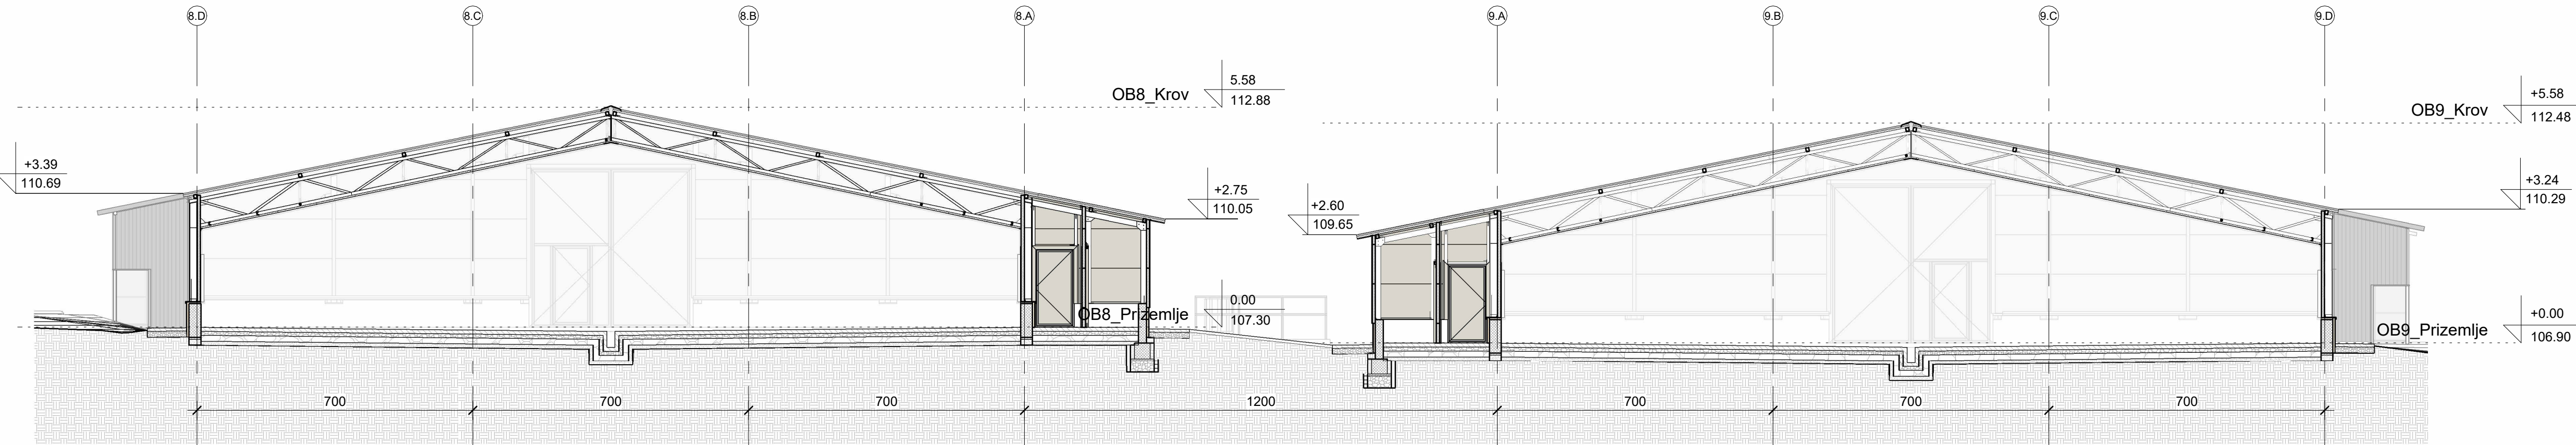 8.D
8.C
8.B
8.A
9.A
9.B
9.C
9.D
OB8_Krov
5.58
112.88
OB9_Krov
+5.58
112.48
+3.39
110.69
+2.75
110.05
+2.60
109.65
+3.24
110.29
OB8_Prizemlje
0.00
107.30
OB9_Prizemlje
+0.00
106.90
700
700
700
1200
700
700
700